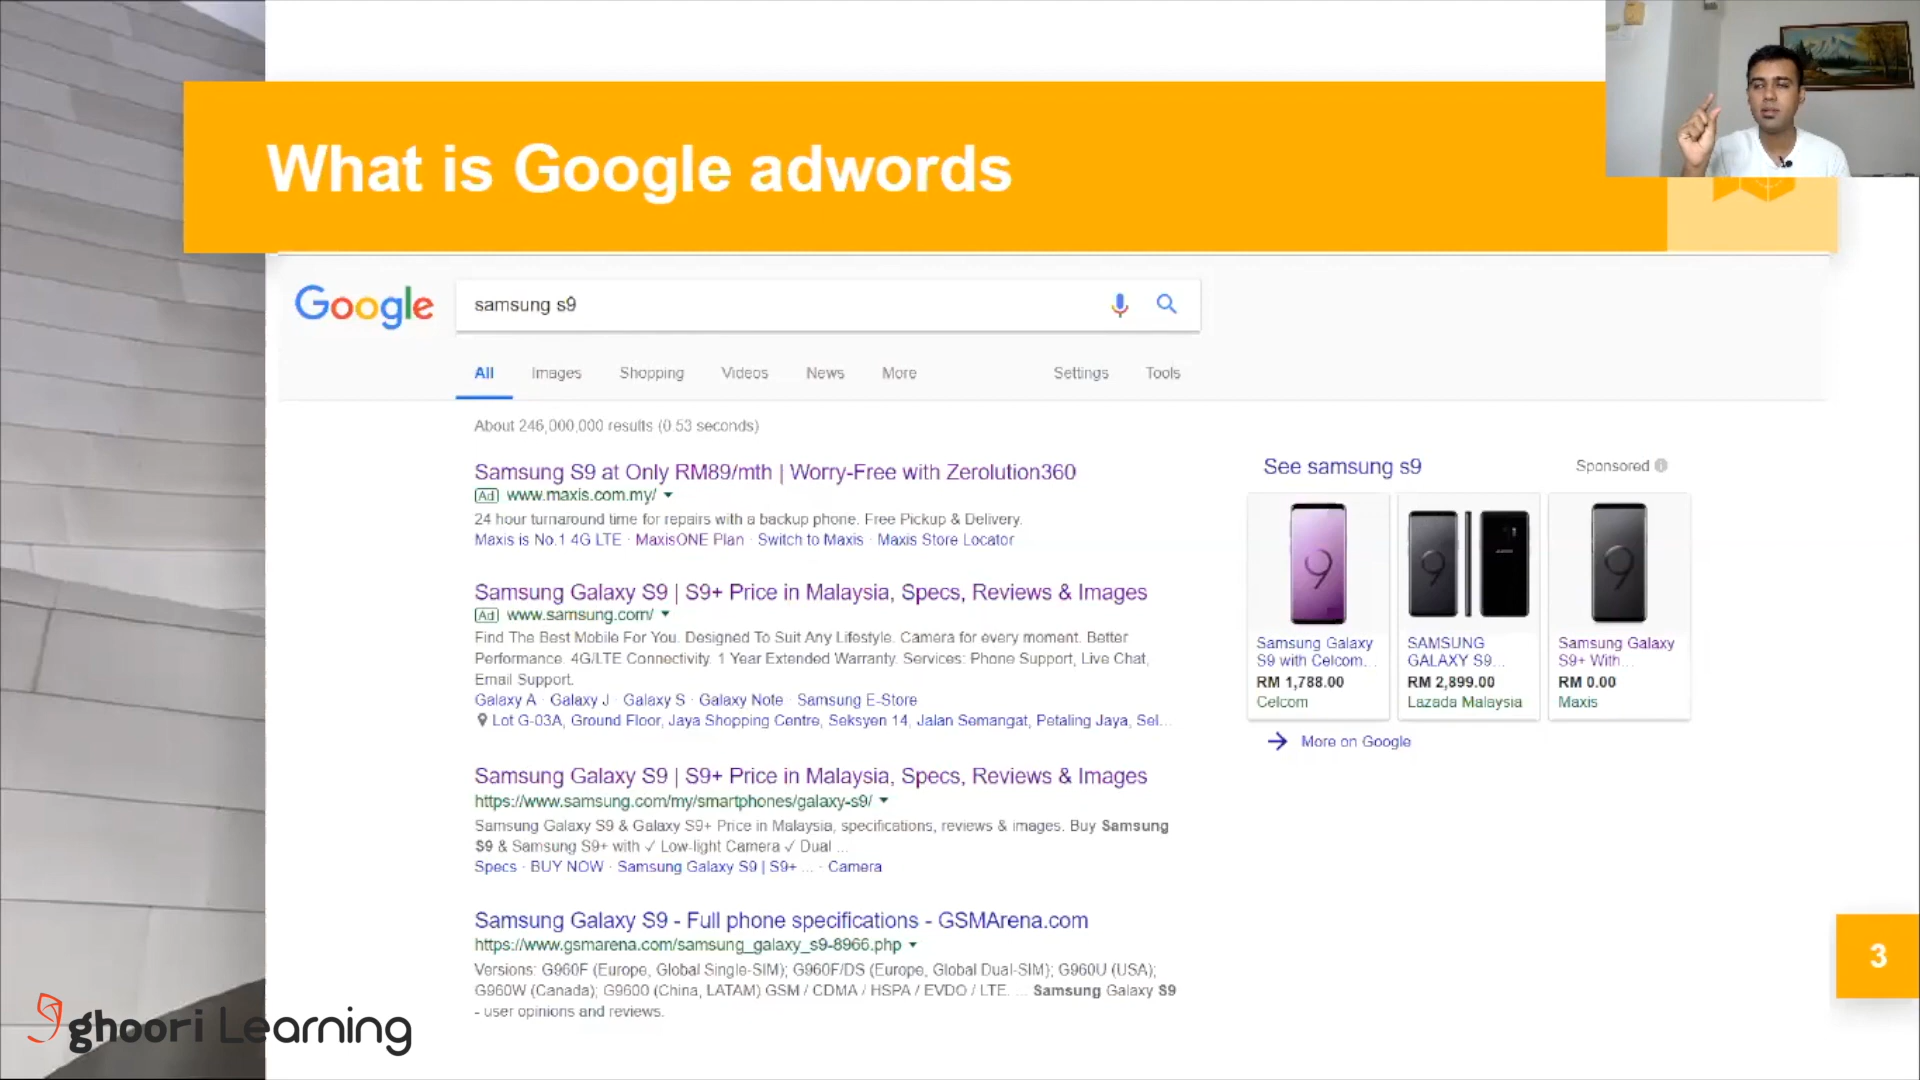 What is Google adwords
Google
samsung s9
All Images Shopping Videos News More Settings Tools
About 246,000,000 results (0.53 seconds)
Samsung S9 at Only RM89/mth | Worry-Free with Zerolution360
Ad www.maxis.com.my/
24 hour turnaround time for repairs with a backup phone. Free Pickup & Delivery.
Maxis is No.1 4G LTE · MaxisONE Plan · Switch to Maxis · Maxis Store Locator
Samsung Galaxy S9 | S9+ Price in Malaysia, Specs, Reviews & Images
Ad www.samsung.com/
Find The Best Mobile For You. Designed To Suit Any Lifestyle. Camera for every moment. Better
Performance. 4G/LTE Connectivity. 1 Year Extended Warranty. Services: Phone Support, Live Chat,
Email Support.
Galaxy A · Galaxy J · Galaxy S · Galaxy Note · Samsung E-Store
Lot G-03A, Ground Floor, Jaya Shopping Centre, Seksyen 14, Jalan Semangat, Petaling Jaya, Sel...
Samsung Galaxy S9 | S9+ Price in Malaysia, Specs, Reviews & Images
https://www.samsung.com/my/smartphones/galaxy-s9/
Samsung Galaxy S9 & Galaxy S9+ Price in Malaysia, specifications, reviews & images. Buy Samsung
S9 & Samsung S9+ with ✓ Low-light Camera ✓ Dual ...
Specs · BUY NOW · Samsung Galaxy S9 | S9+ ... · Camera
Samsung Galaxy S9 - Full phone specifications - GSMArena.com
https://www.gsmarena.com/samsung_galaxy_s9-8966.php
Versions: G960F (Europe, Global Single-SIM); G960F/DS (Europe, Global Dual-SIM); G960U (USA);
G960W (Canada); G9600 (China, LATAM) GSM / CDMA / HSPA / EVDO / LTE. ... Samsung Galaxy S9
- user opinions and reviews.
See samsung s9
Sponsored
Samsung Galaxy
S9 with Celcom...
RM 1,788.00
Celcom
SAMSUNG
GALAXY S9...
RM 2,899.00
Lazada Malaysia
Samsung Galaxy
S9+ With...
RM 0.00
Maxis
More on Google
3
ghoori Learning